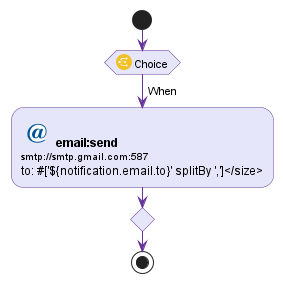 Choice
When
@ email:send
smtp://smtp.gmail.com:587
to: #['${notification.email.to}' splitBy ',']</size>